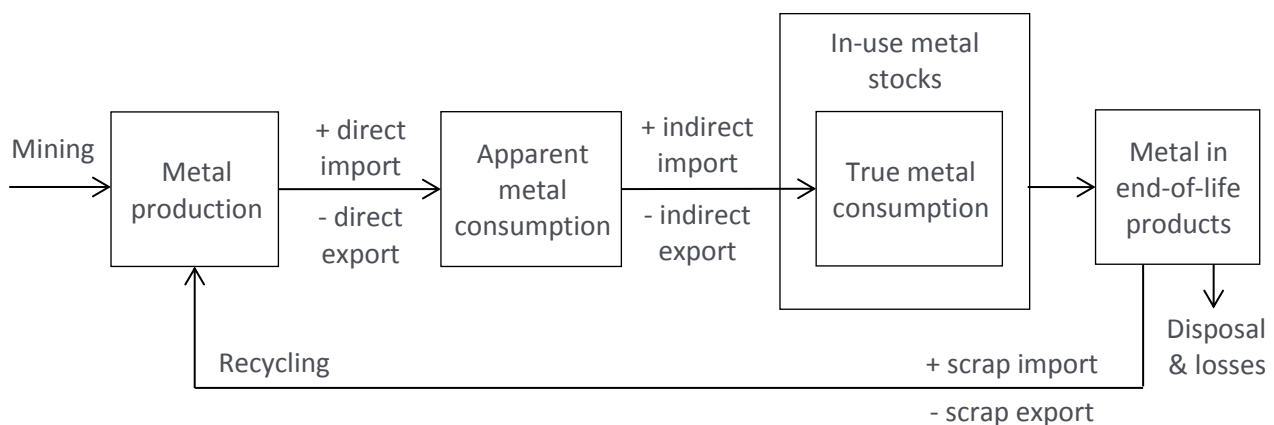 Mining
Metal
production
+ direct
import
- direct
export
Apparent
metal
consumption
+ indirect
import
- indirect
export
In-use metal
stocks
True metal
consumption
Metal in
end-of-life
products
Disposal
& losses
Recycling
+ scrap import
- scrap export